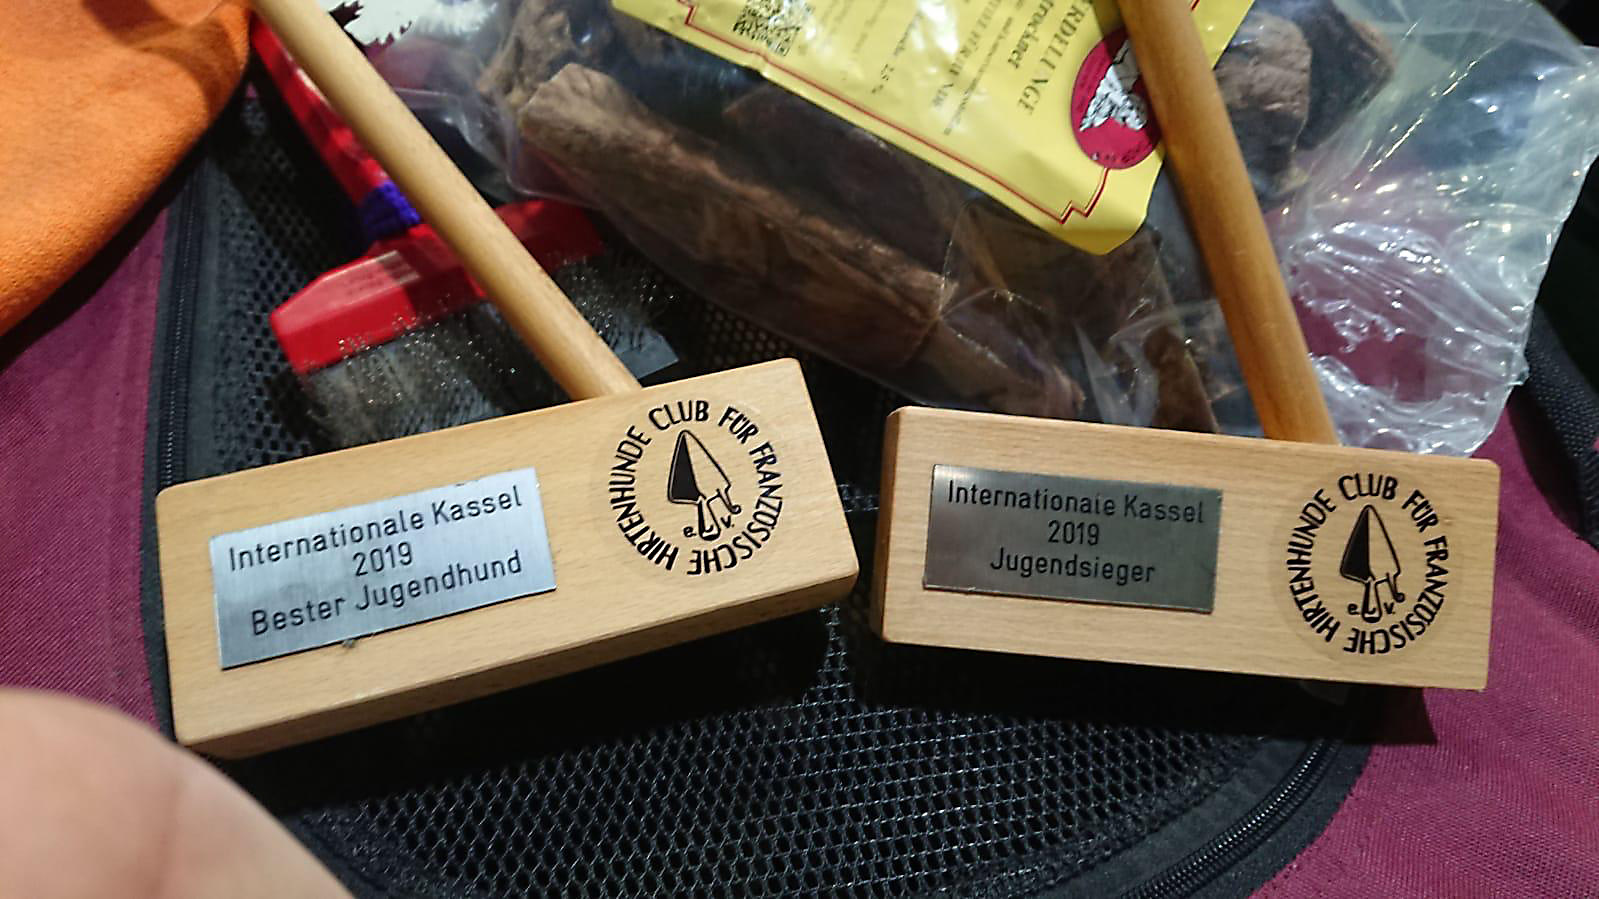 Internationale Kassel
2019
Bester Jugendhund
CLUB FÜR FRANZÖSISCHE HIRTENHUNDE
e. v.
Internationale Kassel
2019
Jugendsieger
CLUB FÜR FRANZÖSISCHE HIRTENHUNDE
e. v.